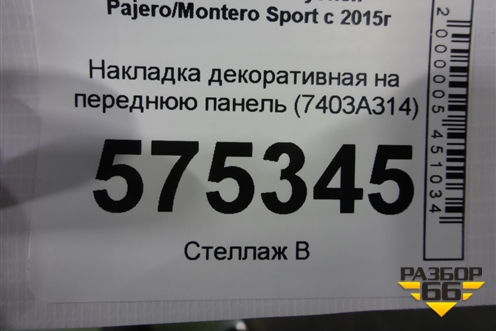 Pajero/Montero Sport с 2015г
Накладка декоративная на
переднюю панель (7403A314)
575345
Стеллаж В
2000005451034
РАЗБОР
66